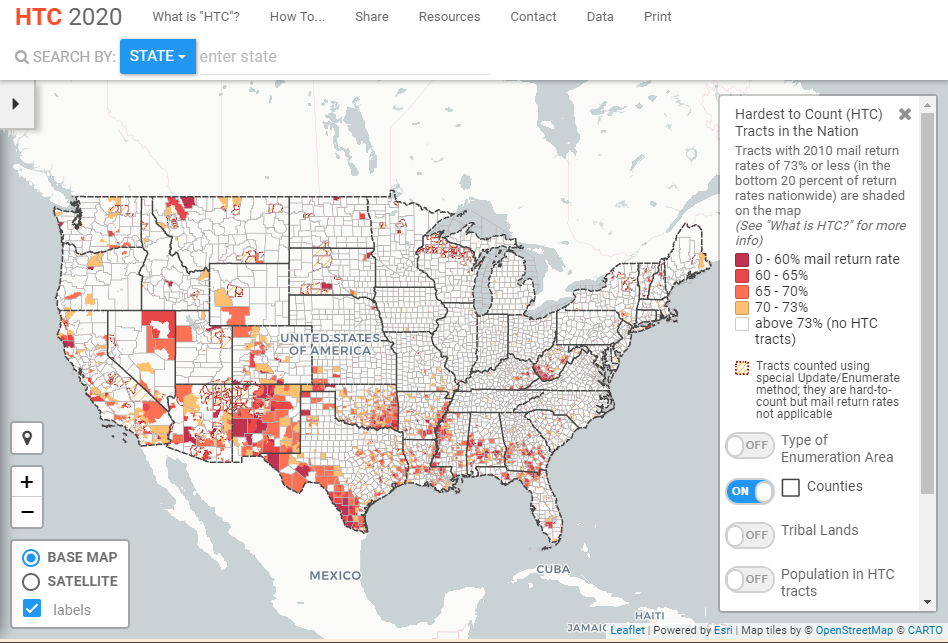 HTC 2020
What is "HTC"?
How To...
Share
Resources
Contact
Data
Print
SEARCH BY:
STATE
enter state
Hardest to Count (HTC)
Tracts in the Nation
Tracts with 2010 mail return
rates of 73% or less (in the
bottom 20 percent of return
rates nationwide) are shaded
on the map
(See "What is HTC?" for more
info)
0 - 60% mail return rate
60 - 65%
65 - 70%
70 - 73%
above 73% (no HTC
tracts)
Tracts counted using
special Update/Enumerate
method; they are hard-to-
count but mail return rates
not applicable
OFF
Type of
Enumeration Area
ON
Counties
OFF
Tribal Lands
OFF
Population in HTC
tracts
UNITED STATES
OF AMERICA
MEXICO
CUBA
HAITI
JAMAIC
+
−
BASE MAP
SATELLITE
labels
Leaflet | Powered by Esri | Map tiles by © OpenStreetMap © CARTO